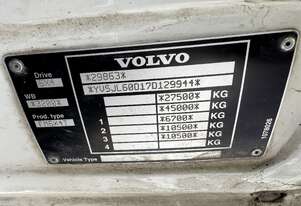 VOLVO
Drive
*29863*
WB
*YVSJL60D17D129944*
*27500* KG
Prod. type
*45000* KG
1 *6700* KG
2 *10500* KG
3 *10500* KG
4
Vehicle Type